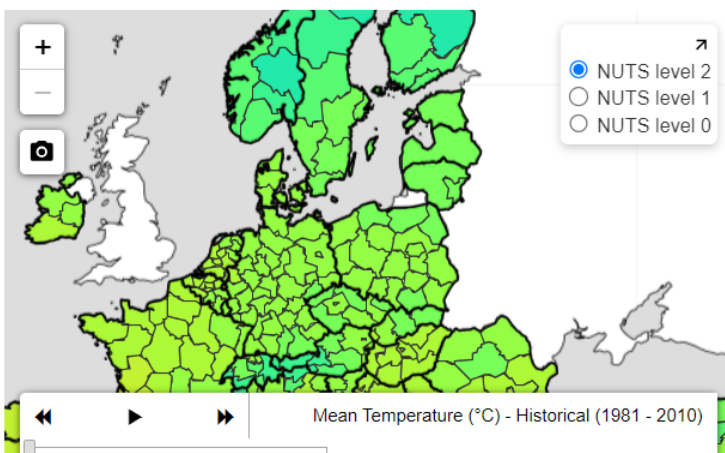 +
−
NUTS level 2
NUTS level 1
NUTS level 0
Mean Temperature (°C) - Historical (1981 - 2010)